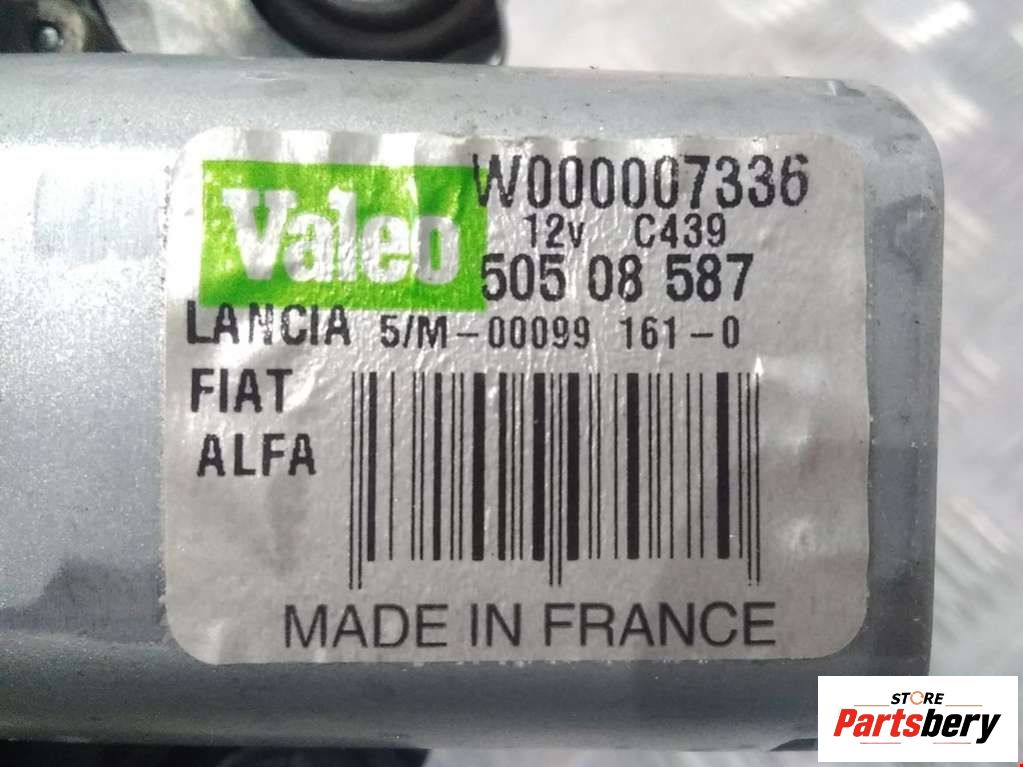 Valeo W000007336
12v C439
505 08 587
LANCIA 5/M-00099 161-0
FIAT
ALFA
MADE IN FRANCE
STORE
Partsbery